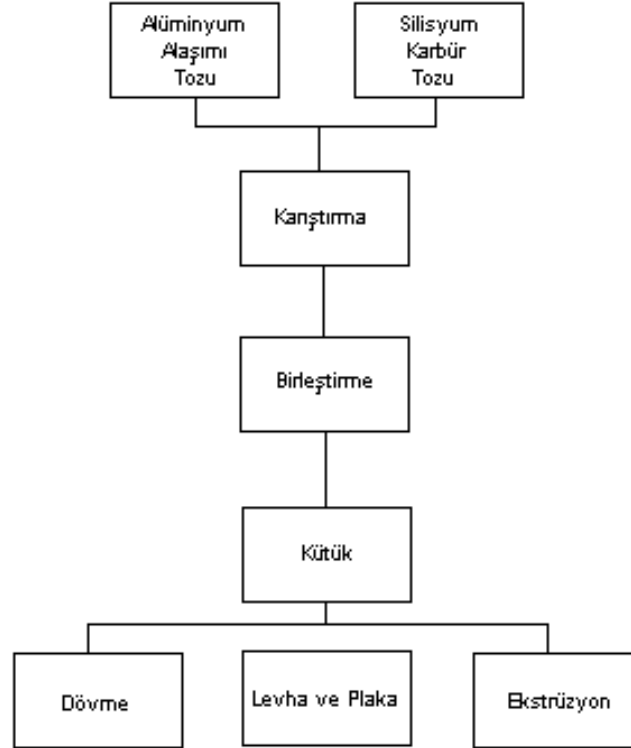 Alüminyum
Alaşımı
Tozu
Silisyum
Karbür
Tozu
Karıştırma
Birleştirme
Kütük
Dövme
Levha ve Plaka
Ekstrüzyon